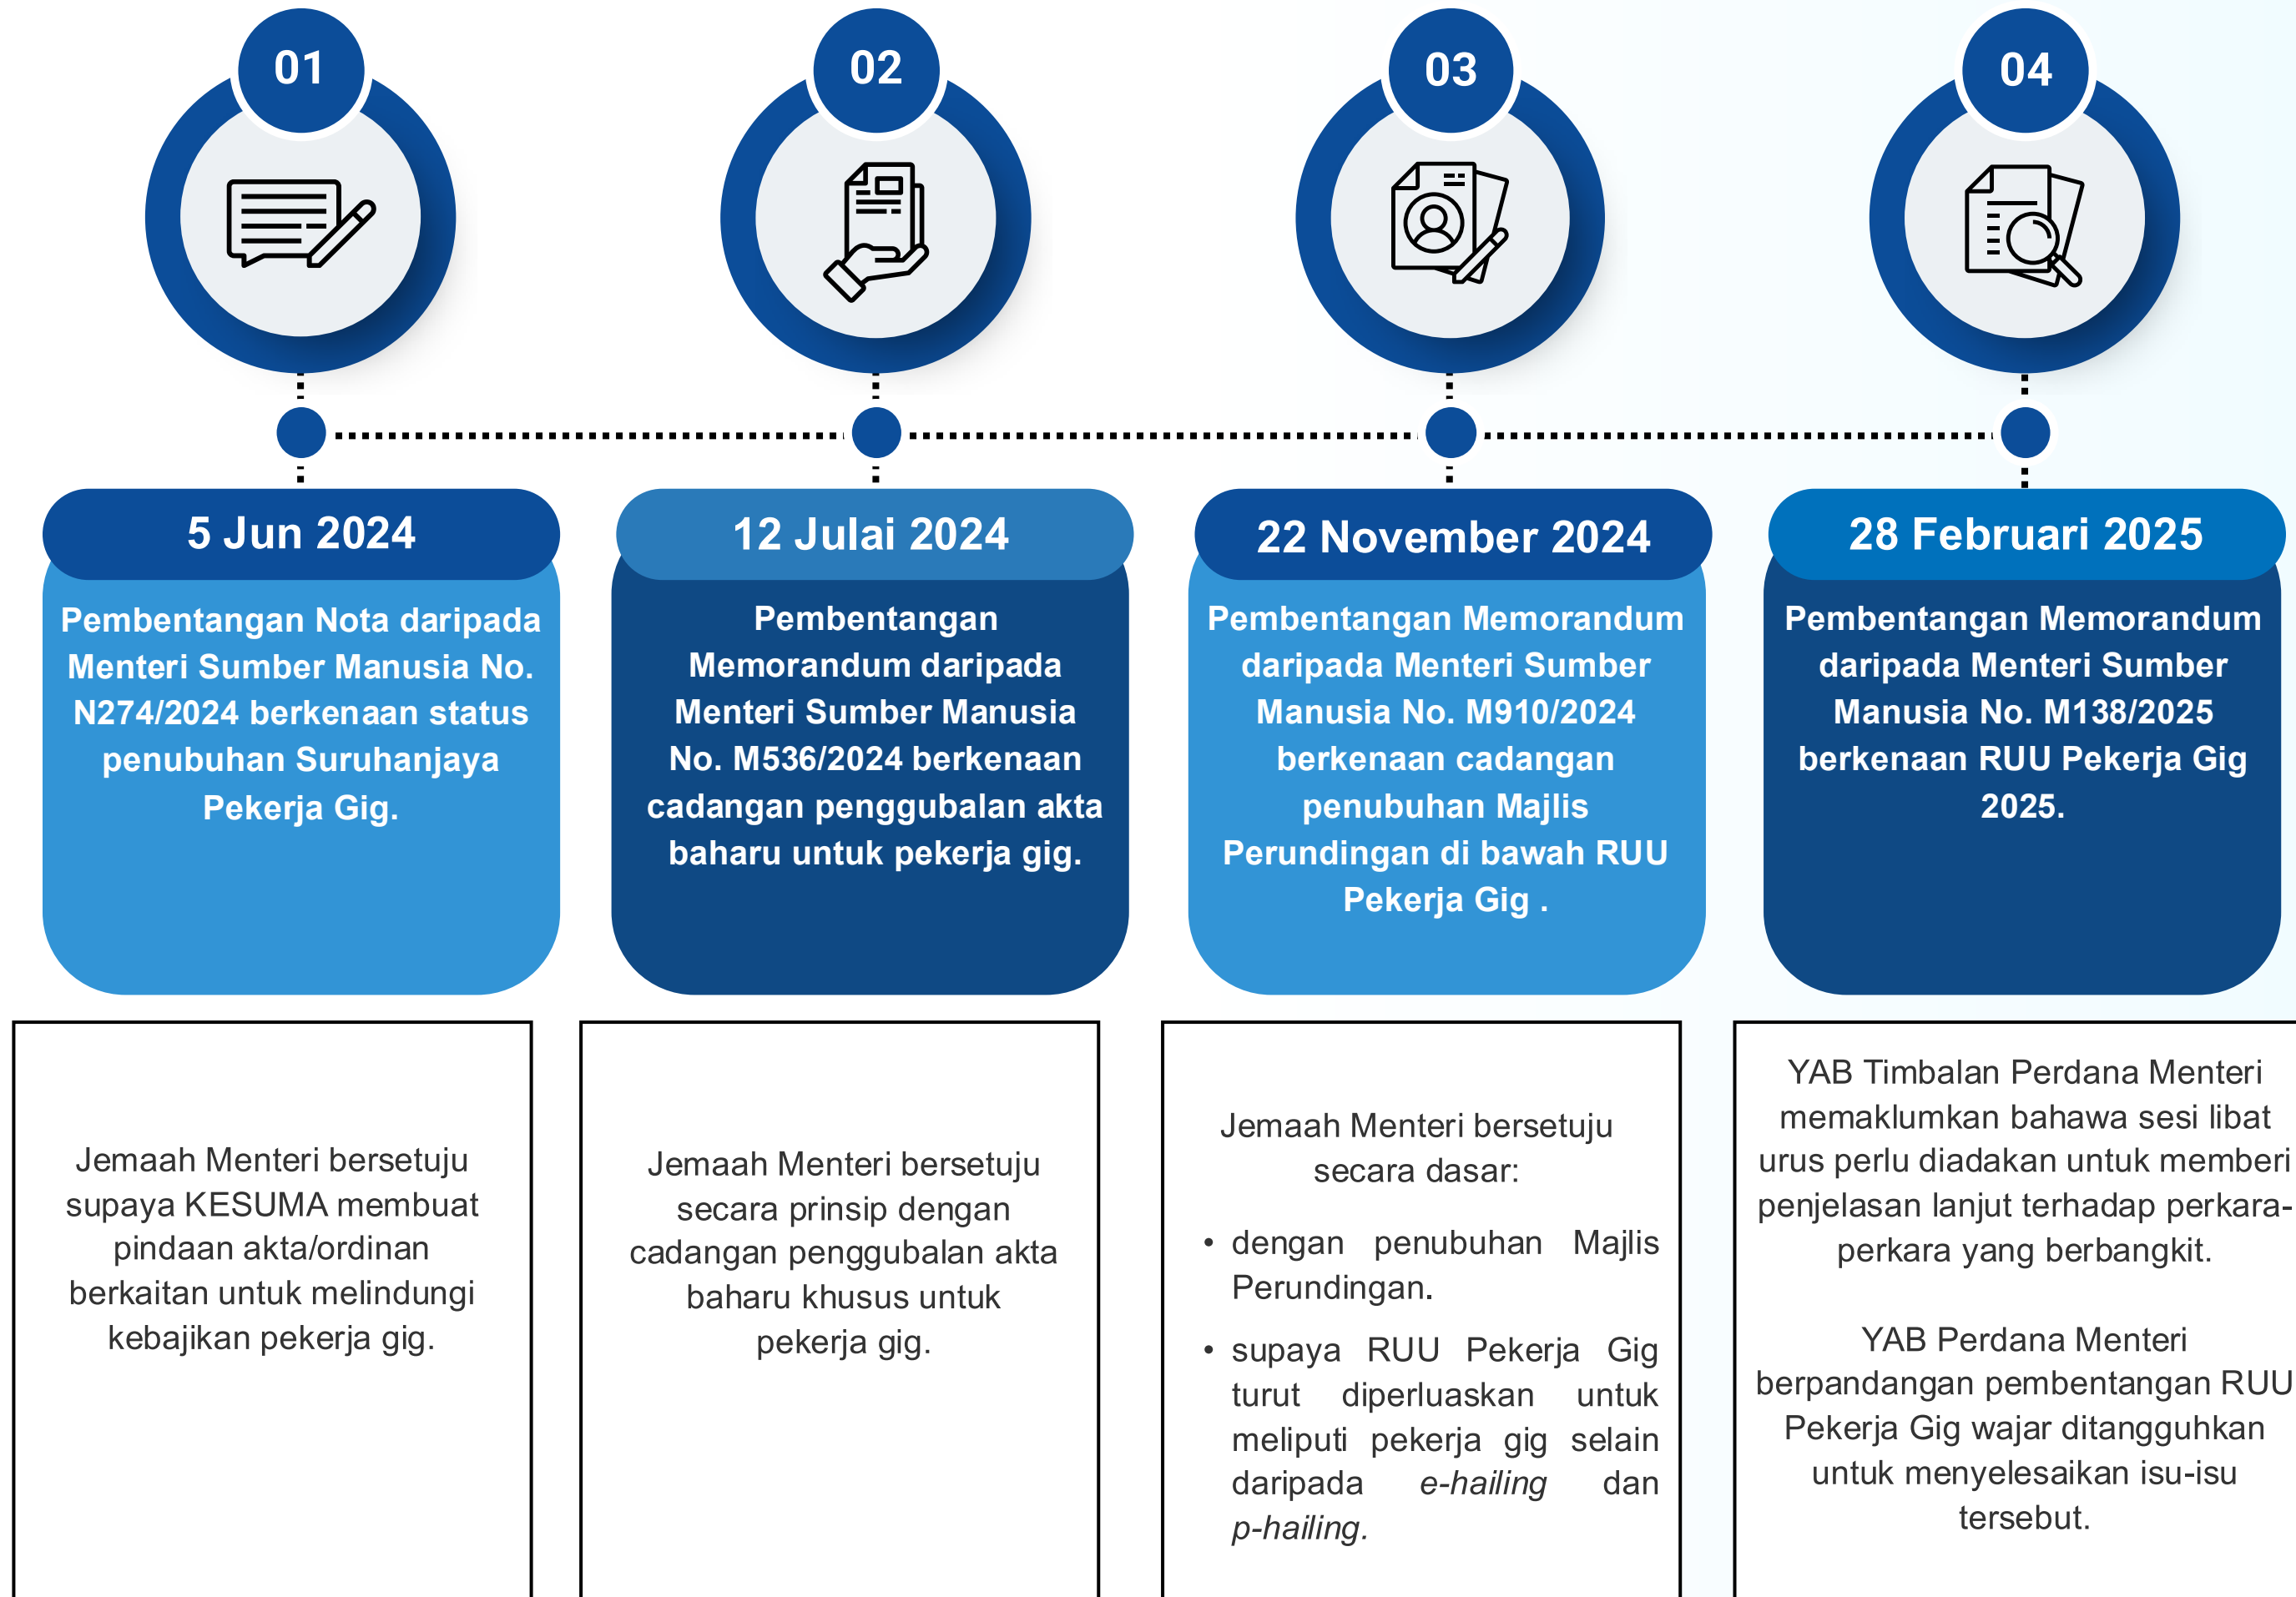 01
5 Jun 2024
Pembentangan Nota daripada
Menteri Sumber Manusia No.
N274/2024 berkenaan status
penubuhan Suruhanjaya
Pekerja Gig.
Jemaah Menteri bersetuju
supaya KESUMA membuat
pindaan akta/ordinan
berkaitan untuk melindungi
kebajikan pekerja gig.
02
12 Julai 2024
Pembentangan
Memorandum daripada
Menteri Sumber Manusia
No. M536/2024 berkenaan
cadangan penggubalan akta
baharu untuk pekerja gig.
Jemaah Menteri bersetuju
secara prinsip dengan
cadangan penggubalan akta
baharu khusus untuk
pekerja gig.
03
22 November 2024
Pembentangan Memorandum
daripada Menteri Sumber
Manusia No. M910/2024
berkenaan cadangan
penubuhan Majlis
Perundingan di bawah RUU
Pekerja Gig .
Jemaah Menteri bersetuju
secara dasar:
• dengan penubuhan Majlis
Perundingan.
• supaya RUU Pekerja Gig
turut diperluaskan untuk
meliputi pekerja gig selain
daripada e-hailing dan
p-hailing.
04
28 Februari 2025
Pembentangan Memorandum
daripada Menteri Sumber
Manusia No. M138/2025
berkenaan RUU Pekerja Gig
2025.
YAB Timbalan Perdana Menteri
memaklumkan bahawa sesi libat
urus perlu diadakan untuk memberi
penjelasan lanjut terhadap perkara-
perkara yang berbangkit.
YAB Perdana Menteri
berpandangan pembentangan RUU
Pekerja Gig wajar ditangguhkan
untuk menyelesaikan isu-isu
tersebut.